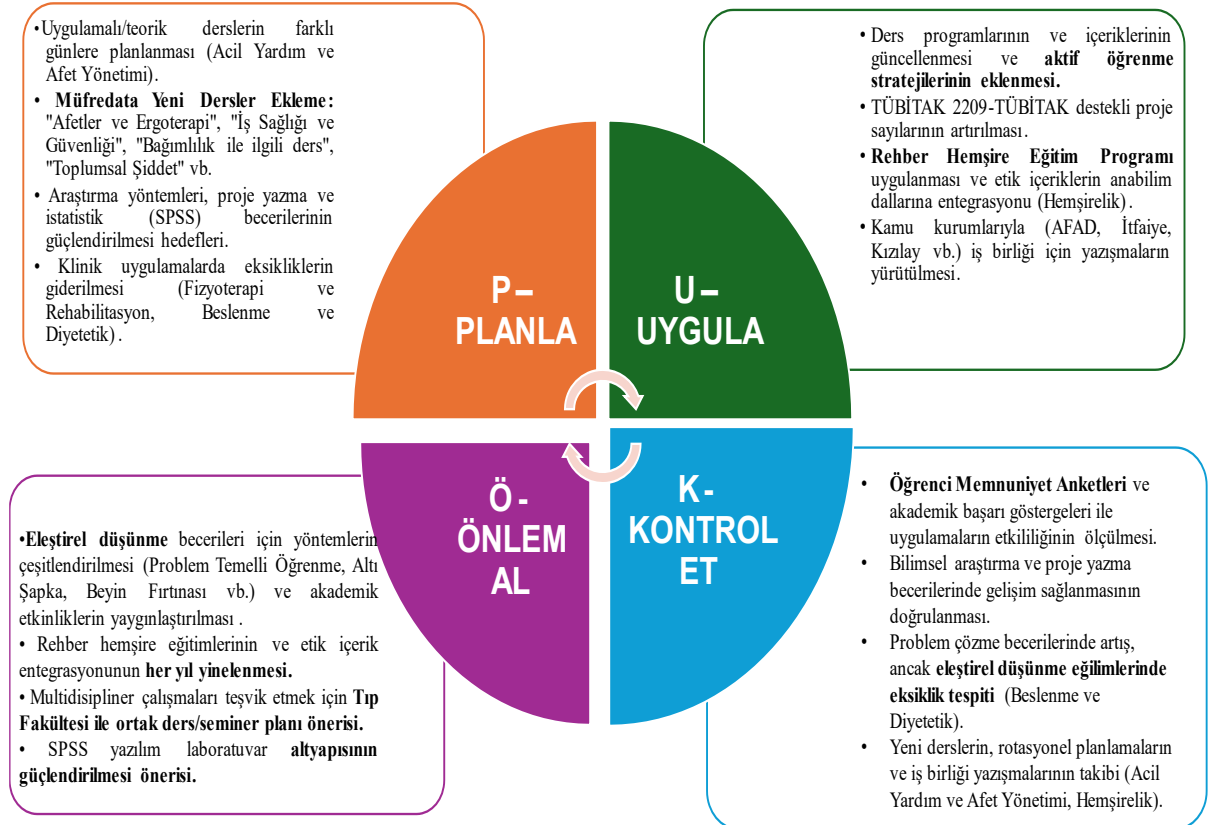 •Uygulamalı/teorik derslerin farklı
günlere planlanması (Acil Yardım ve
Afet Yönetimi).
• Müfredata Yeni Dersler Ekleme:
"Afetler ve Ergoterapi", "İş Sağlığı ve
Güvenliği", "Bağımlılık ile ilgili ders",
"Toplumsal Şiddet" vb.
• Araştırma yöntemleri, proje yazma ve
istatistik (SPSS) becerilerinin
güçlendirilmesi hedefleri.
• Klinik uygulamalarda eksikliklerin
giderilmesi (Fizyoterapi ve
Rehabilitasyon, Beslenme ve
Diyetetik).
• Ders programlarının ve içeriklerinin
güncellenmesi ve aktif öğrenme
stratejilerinin eklenmesi.
• TÜBİTAK 2209-TÜBİTAK destekli proje
sayılarının artırılması.
• Rehber Hemşire Eğitim Programı
uygulanması ve etik içeriklerin anabilim
dallarına entegrasyonu (Hemşirelik).
• Kamu kurumlarıyla (AFAD, İtfaiye,
Kızılay vb.) iş birliği için yazışmaların
yürütülmesi.
P –
PLANLA
U –
UYGULA
Ö -
ÖNLEM
AL
K-
KONTROL
ET
•Eleştirel düşünme becerileri için yöntemlerin
çeşitlendirilmesi (Problem Temelli Öğrenme, Altı
Şapka, Beyin Fırtınası vb.) ve akademik
etkinliklerin yaygınlaştırılması .
• Rehber hemşire eğitimlerinin ve etik içerik
entegrasyonunun her yıl yinelenmesi.
• Multidisipliner çalışmaları teşvik etmek için Tıp
Fakültesi ile ortak ders/seminer planı önerisi.
• SPSS yazılım laboratuvar altyapısının
güçlendirilmesi önerisi.
• Öğrenci Memnuniyet Anketleri ve
akademik başarı göstergeleri ile
uygulamaların etkililiğinin ölçülmesi.
• Bilimsel araştırma ve proje yazma
becerilerinde gelişim sağlanmasının
doğrulanması.
• Problem çözme becerilerinde artış,
ancak eleştirel düşünme eğilimlerinde
eksiklik tespiti (Beslenme ve
Diyetetik).
• Yeni derslerin, rotasyonel planlamaların
ve iş birliği yazışmalarının takibi (Acil
Yardım ve Afet Yönetimi, Hemşirelik).